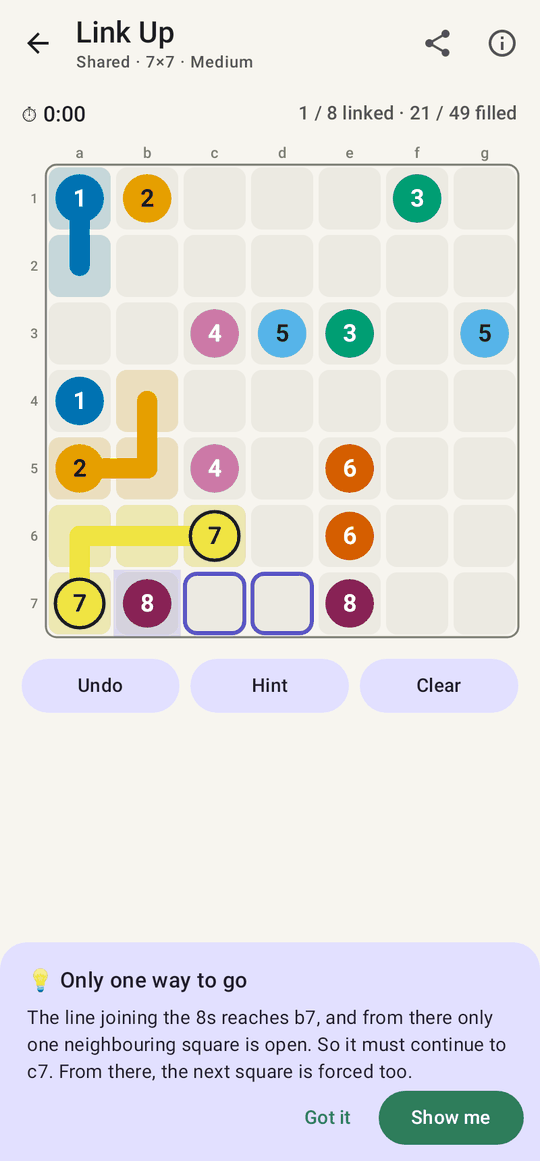 Link Up
Shared · 7×7 · Medium
0:00
1 / 8 linked · 21 / 49 filled
a b c d e f g
1 1 2 3
2
3 4 5 3 5
4 1
5 2 4 6
6 7 6
7 7 8 8
Undo Hint Clear
Only one way to go
The line joining the 8s reaches b7, and from there only
one neighbouring square is open. So it must continue to
c7. From there, the next square is forced too.
Got it Show me